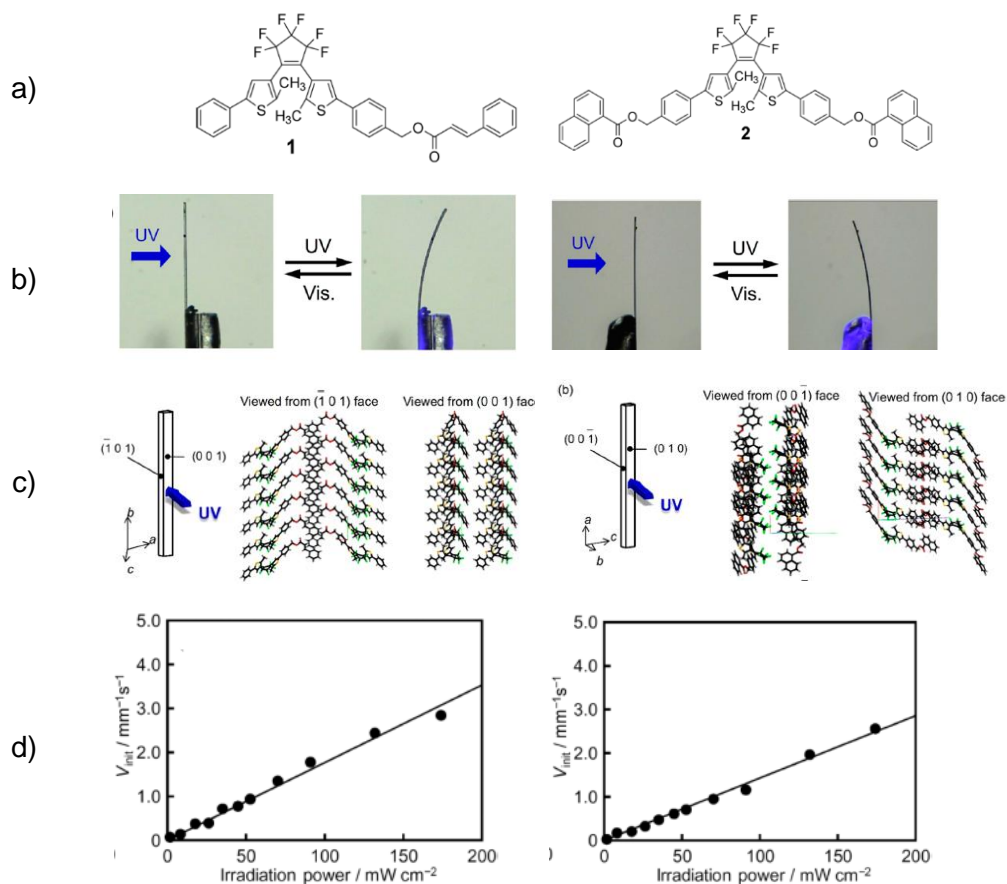 a)
F F F F F F
CH₃
S
CH₃
S
O
O
1
F F F F F F
CH₃
S
CH₃
S
O
O
O
O
2
b)
UV
UV
Vis.
UV
UV
Vis.
c)
Viewed from (1̄ 0 1) face
Viewed from (0 0 1) face
(1̄ 0 1)
(0 0 1)
UV
b
a
c
(b)
Viewed from (0 0 1̄) face
Viewed from (0 1 0) face
(0 0 1̄)
(0 1 0)
UV
a
c
b
d)
5.0
4.0
3.0
2.0
1.0
0
V_init / mm⁻¹s⁻¹
0 50 100 150 200
Irradiation power / mW cm⁻²
5.0
4.0
3.0
2.0
1.0
0
V_init / mm⁻¹s⁻¹
0 50 100 150 200
Irradiation power / mW cm⁻²